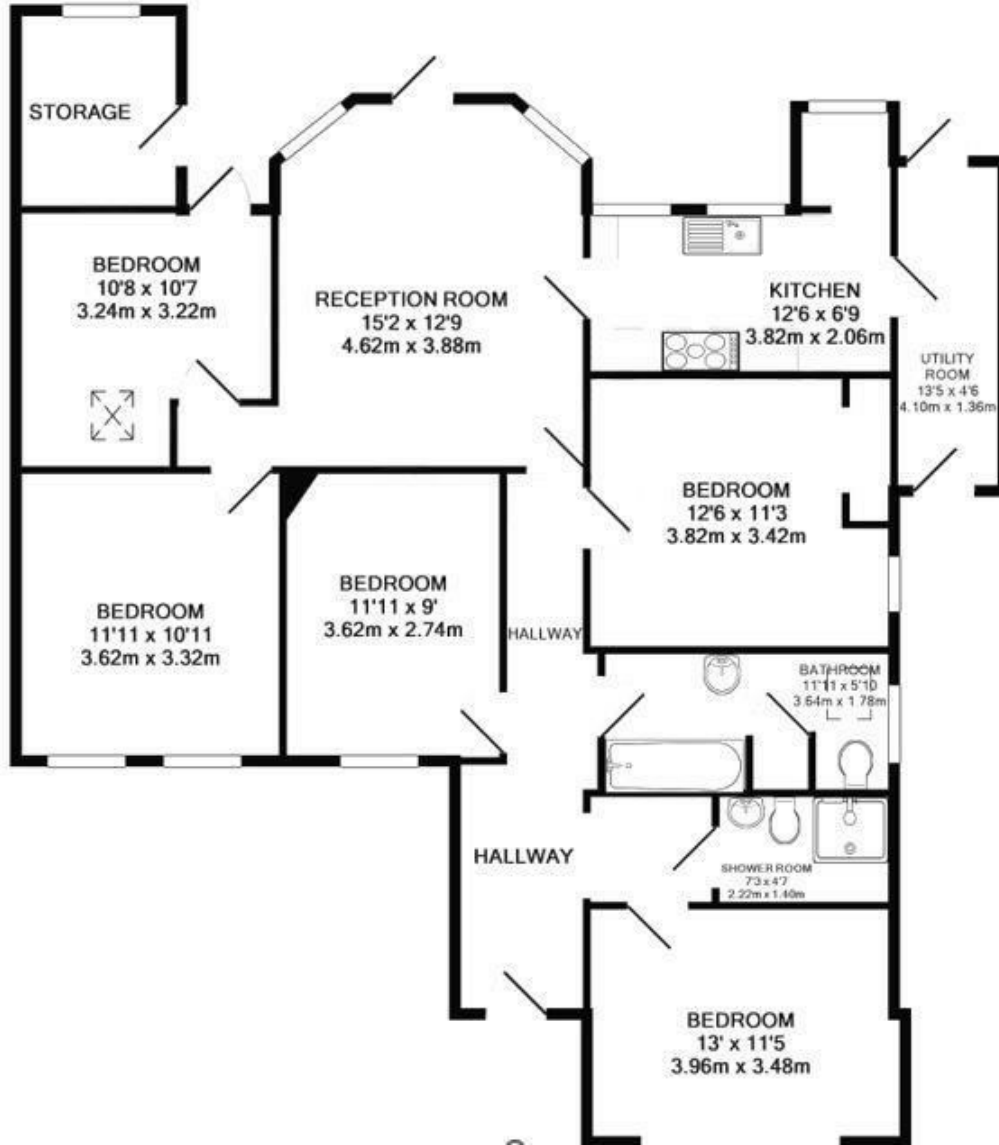 STORAGE
BEDROOM
10'8 x 10'7
3.24m x 3.22m
RECEPTION ROOM
15'2 x 12'9
4.62m x 3.88m
KITCHEN
12'6 x 6'9
3.82m x 2.06m
UTILITY
ROOM
13'5 x 4'6
4.10m x 1.36m
BEDROOM
12'6 x 11'3
3.82m x 3.42m
BEDROOM
11'11 x 10'11
3.62m x 3.32m
BEDROOM
11'11 x 9'
3.62m x 2.74m
HALLWAY
BATHROOM
11'11 x 5'10
3.64m x 1.78m
HALLWAY
SHOWER ROOM
7'3 x 4'7
2.22m x 1.40m
BEDROOM
13' x 11'5
3.96m x 3.48m